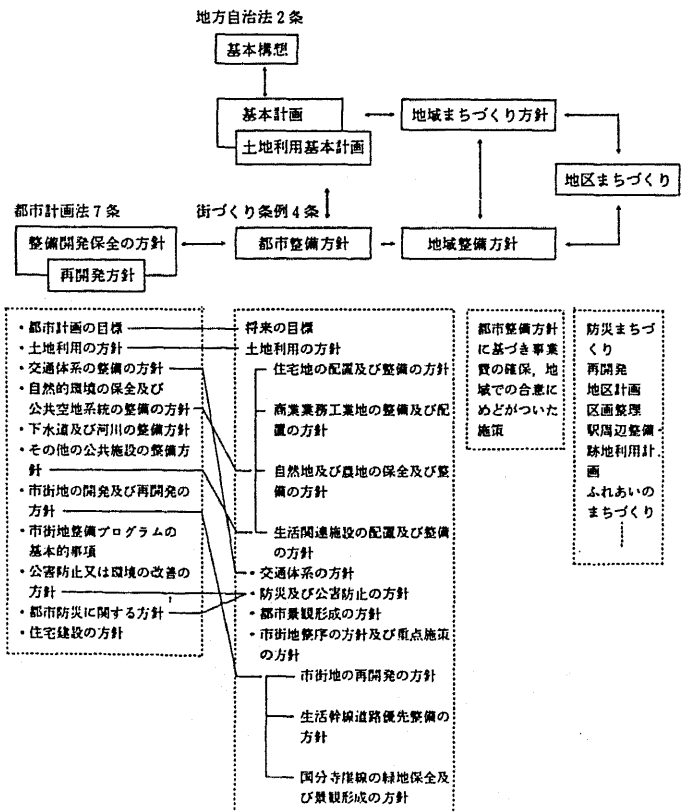 地方自治法2条
基本構想
基本計画
土地利用基本計画
地域まちづくり方針
地区まちづくり
都市計画法7条
整備開発保全の方針
再開発方針
街づくり条例4条
都市整備方針
地域整備方針
・都市計画の目標
・土地利用の方針
・交通体系の整備の方針
・自然的環境の保全及び
公共空地系統の整備の方針
・下水道及び河川の整備方針
・その他の公共施設の整備方
針
・市街地の開発及び再開発の
方針
・市街地整備プログラムの
基本的事項
・公害防止又は環境の改善の
方針
・都市防災に関する方針
・住宅建設の方針
将来の目標
土地利用の方針
住宅地の配置及び整備の方針
商業業務工業地の整備及び配
置の方針
自然地及び農地の保全及び整
備の方針
生活関連施設の配置及び整備
の方針
・交通体系の方針
・防災及び公害防止の方針
・都市景観形成の方針
・市街地整序の方針及び重点施策
の方針
市街地の再開発の方針
生活幹線道路優先整備の
方針
国分寺崖線の緑地保全及
び景観形成の方針
都市整備方針
に基づき事業
費の確保、地
域での合意に
めどがついた
施策
防災まちづ
くり
再開発
地区計画
区画整理
駅周辺整備・
跡地利用計
画
ふれあいの
まちづくり